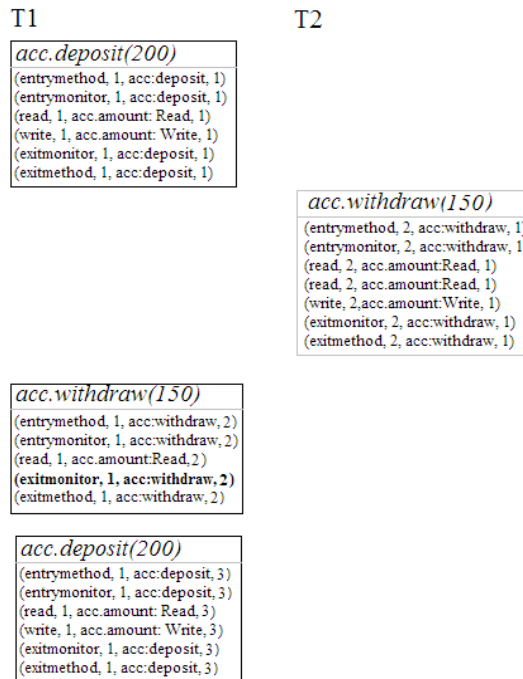 T1
T2
acc.deposit(200)
(entrymethod, 1, acc:deposit, 1)
(entrymonitor, 1, acc:deposit, 1)
(read, 1, acc.amount: Read, 1)
(write, 1, acc.amount: Write, 1)
(exitmonitor, 1, acc:deposit, 1)
(exitmethod, 1, acc:deposit, 1)
acc.withdraw(150)
(entrymethod, 2, acc:withdraw, 1)
(entrymonitor, 2, acc:withdraw, 1
(read, 2, acc.amount:Read, 1)
(read, 2, acc.amount:Read, 1)
(write, 2,acc.amount:Write, 1)
(exitmonitor, 2, acc:withdraw, 1)
(exitmethod, 2, acc:withdraw, 1)
acc.withdraw(150)
(entrymethod, 1, acc:withdraw, 2)
(entrymonitor, 1, acc:withdraw, 2)
(read, 1, acc.amount:Read, 2)
(exitmonitor, 1, acc:withdraw, 2)
(exitmethod, 1, acc:withdraw, 2)
acc.deposit(200)
(entrymethod, 1, acc:deposit, 3)
(entrymonitor, 1, acc:deposit, 3)
(read, 1, acc.amount: Read, 3)
(write, 1, acc.amount: Write, 3)
(exitmonitor, 1, acc:deposit, 3)
(exitmethod, 1, acc:deposit, 3)